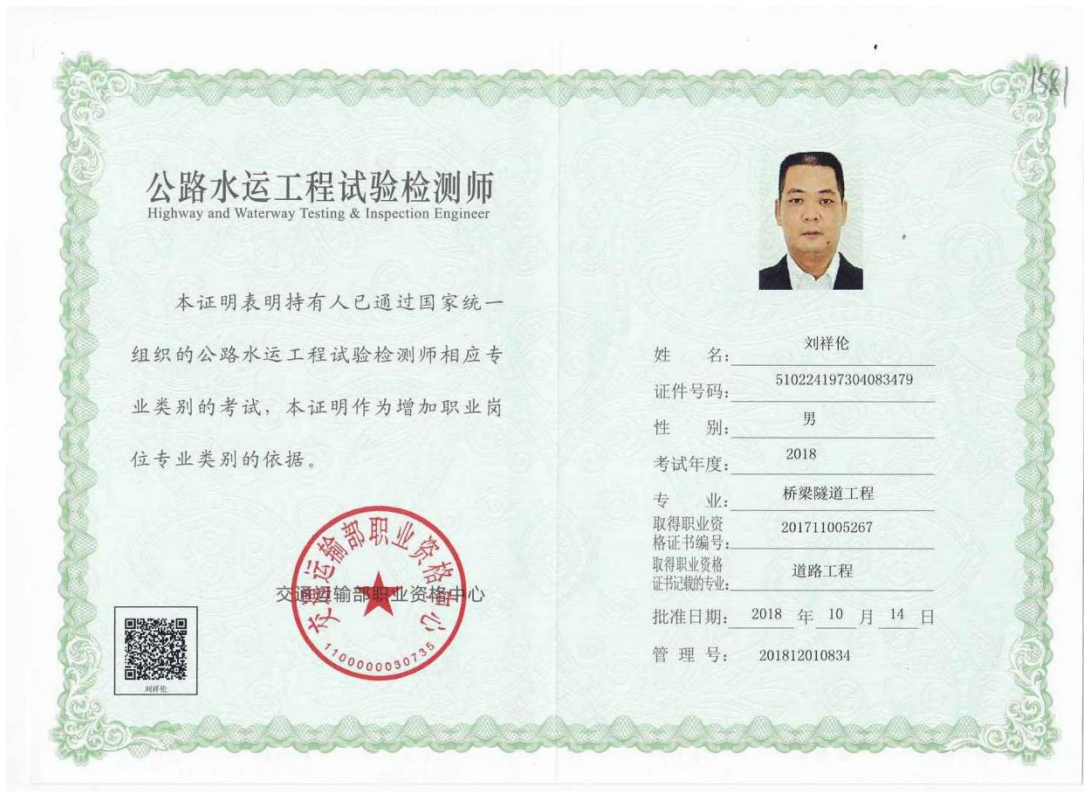 1581
公路水运工程试验检测师
Highway and Waterway Testing & Inspection Engineer
本证明表明持有人已通过国家统一
组织的公路水运工程试验检测师相应专
业类别的考试，本证明作为增加职业岗
位专业类别的依据。
交通运输部职业资格中心
交通运输部职业资格中心
1100000030735
刘祥伦
姓 名: 刘祥伦
证件号码: 510224197304083479
性 别: 男
考试年度: 2018
专 业: 桥梁隧道工程
取得职业资
格证书编号: 201711005267
取得职业资格
证书记载的专业: 道路工程
批准日期: 2018 年 10 月 14 日
管 理 号: 201812010834